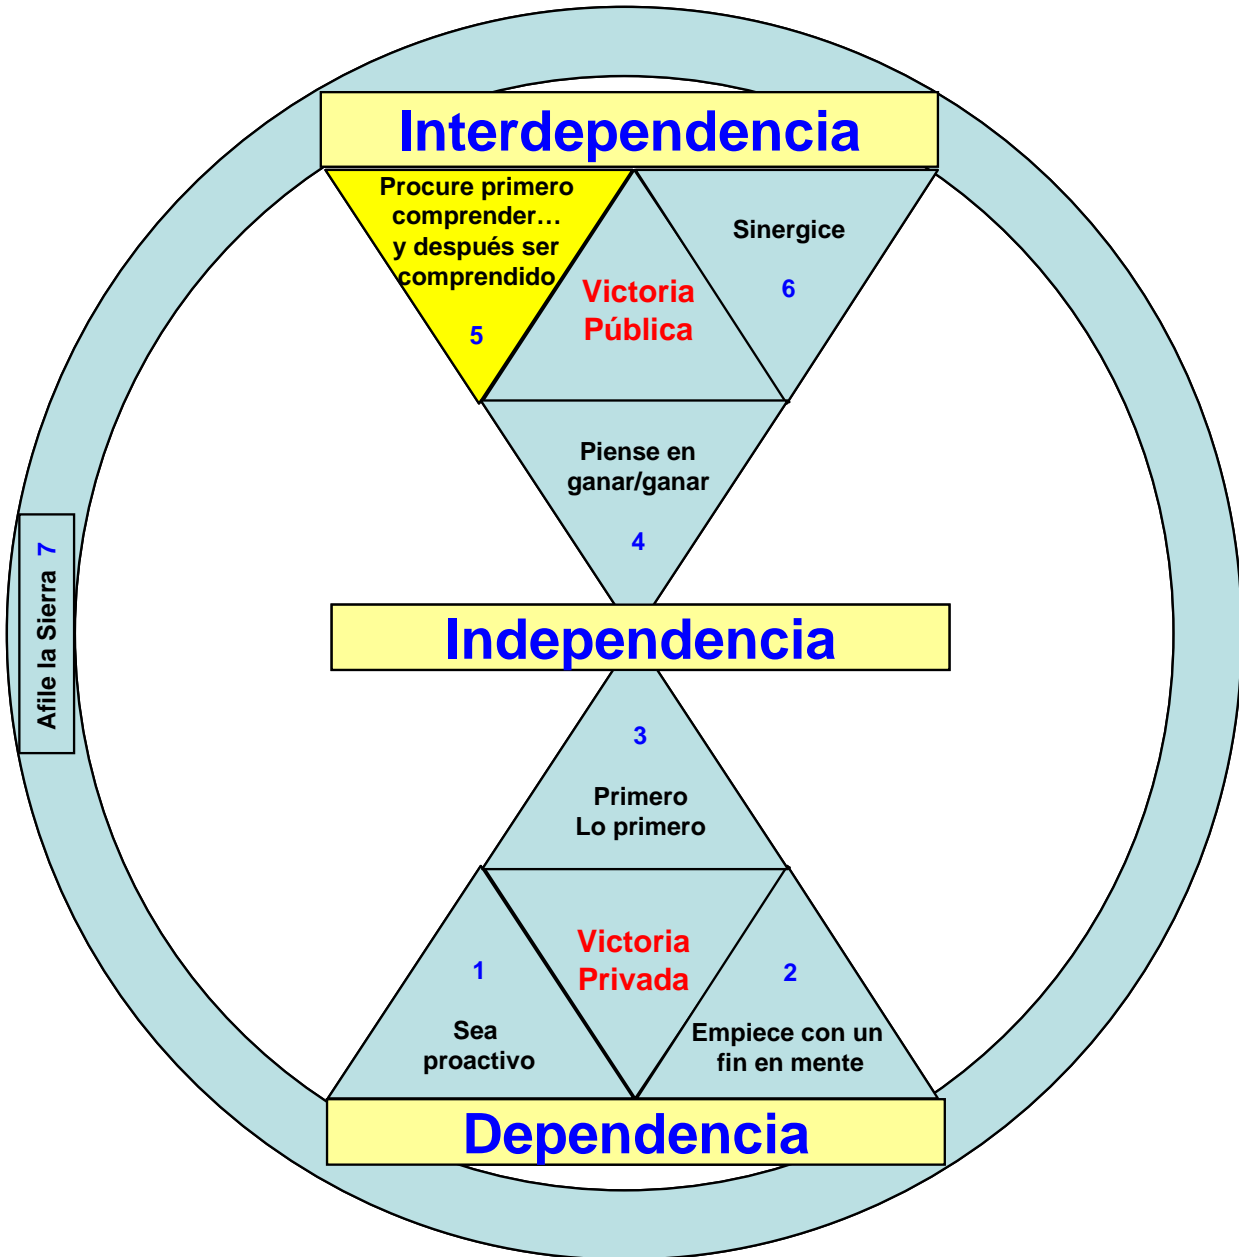 Interdependencia
Procure primero
comprender…
y después ser
comprendido
5
Victoria
Pública
Sinergice
6
Piense en
ganar/ganar
4
Afile la Sierra 7
Independencia
3
Primero
Lo primero
1
Sea
proactivo
Victoria
Privada
2
Empiece con un
fin en mente
Dependencia